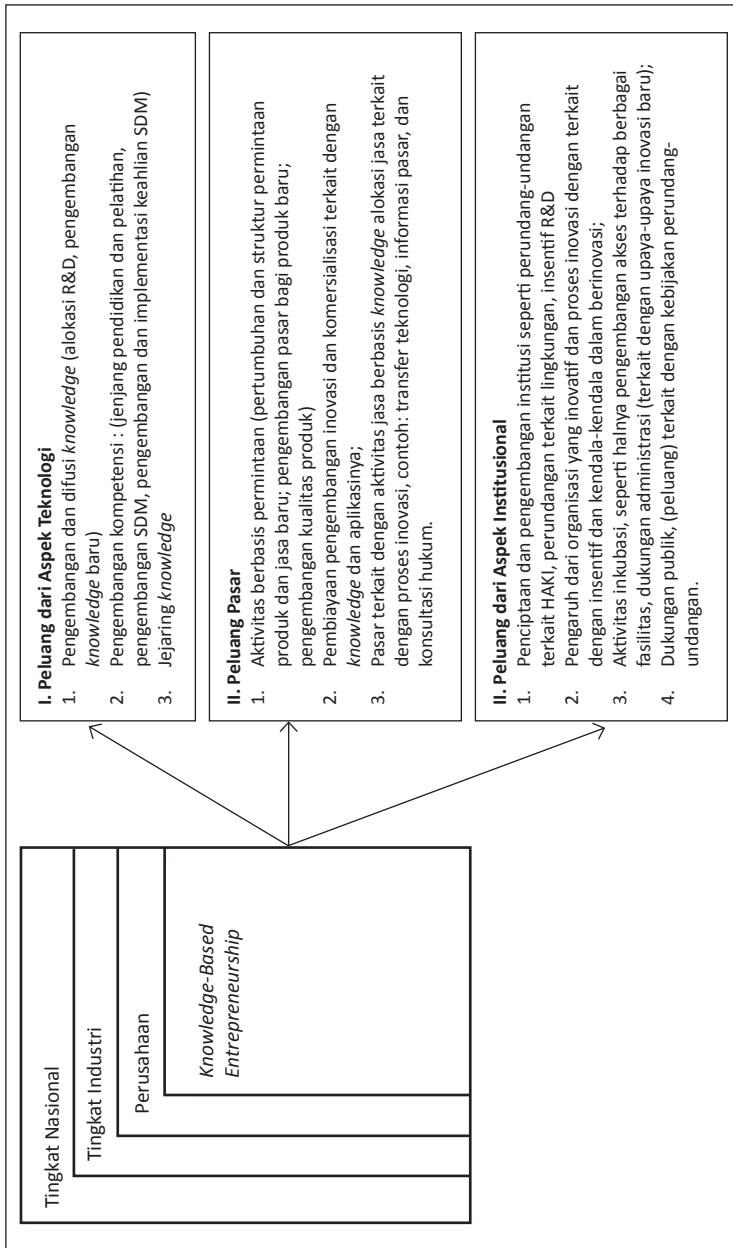 Tingkat Nasional
Tingkat Industri
Perusahaan
Knowledge-Based
Entrepreneurship
I. Peluang dari Aspek Teknologi
1. Pengembangan dan difusi knowledge (alokasi R&D, pengembangan
knowledge baru)
2. Pengembangan kompetensi : (jenjang pendidikan dan pelatihan,
pengembangan SDM, pengembangan dan implementasi keahlian SDM)
3. Jejaring knowledge
II. Peluang Pasar
1. Aktivitas berbasis permintaan (pertumbuhan dan struktur permintaan
produk dan jasa baru; pengembangan pasar bagi produk baru;
pengembangan kualitas produk)
2. Pembiayaan pengembangan inovasi dan komersialisasi terkait dengan
knowledge dan aplikasinya;
3. Pasar terkait dengan aktivitas jasa berbasis knowledge alokasi jasa terkait
dengan proses inovasi, contoh: transfer teknologi, informasi pasar, dan
konsultasi hukum.
II. Peluang dari Aspek Institusional
1. Penciptaan dan pengembangan institusi seperti perundang-undangan
terkait HAKI, perundangan terkait lingkungan, insentif R&D
2. Pengaruh dari organisasi yang inovatif dan proses inovasi dengan terkait
dengan insentif dan kendala-kendala dalam berinovasi;
3. Aktivitas inkubasi, seperti halnya pengembangan akses terhadap berbagai
fasilitas, dukungan administrasi (terkait dengan upaya-upaya inovasi baru);
4. Dukungan publik, (peluang) terkait dengan kebijakan perundang-
undangan.